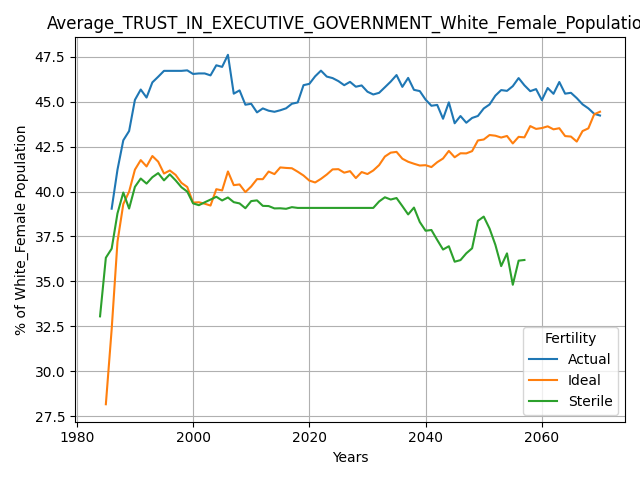 Average_TRUST_IN_EXECUTIVE_GOVERNMENT_White_Female_Populatio
47.5
45.0
42.5
40.0
37.5
35.0
32.5
30.0
27.5
% of White_Female Population
1980
2000
2020
2040
2060
Years
Fertility
Actual
Ideal
Sterile